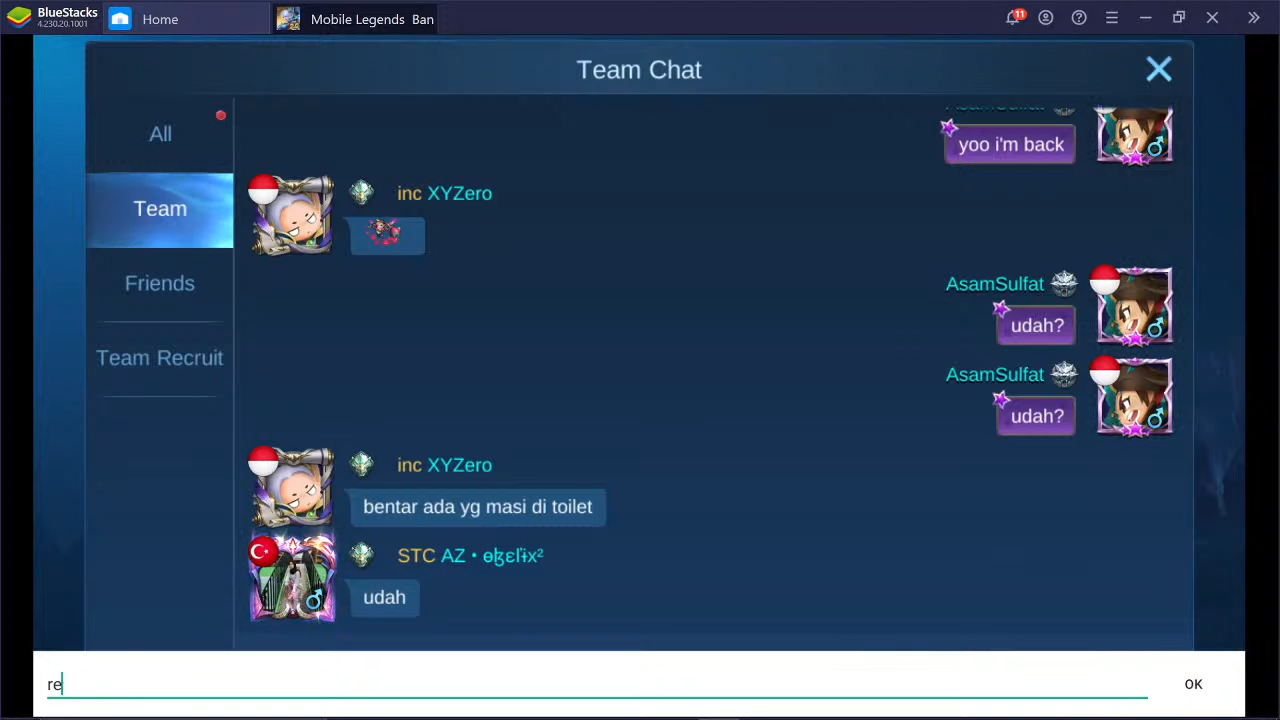 BlueStacks
4.230.20.1001
Home
Mobile Legends Ban
11
Team Chat
All
Team
Friends
Team Recruit
AsamSulfat
yoo i'm back
inc XYZero
AsamSulfat
udah?
AsamSulfat
udah?
inc XYZero
bentar ada yg masi di toilet
STC AZ •
udah
re
OK